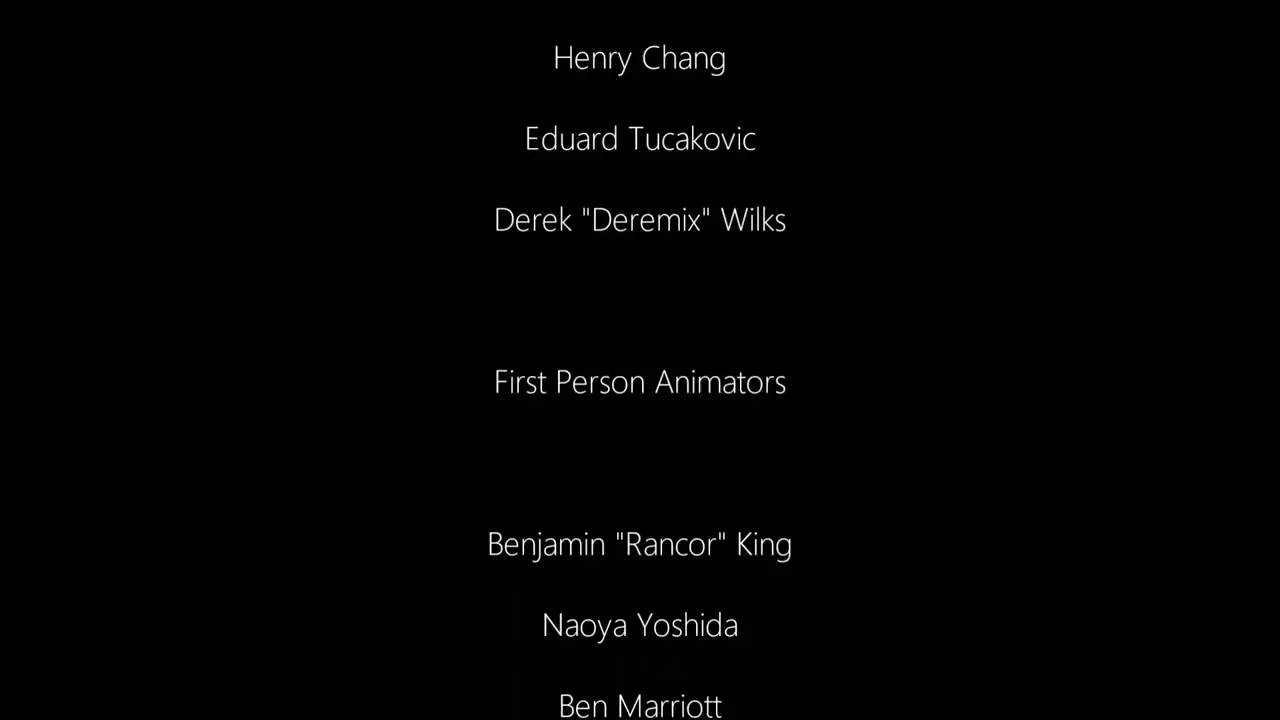 Henry Chang
Eduard Tucakovic
Derek "Deremix" Wilks
First Person Animators
Benjamin "Rancor" King
Naoya Yoshida
Ben Marriott